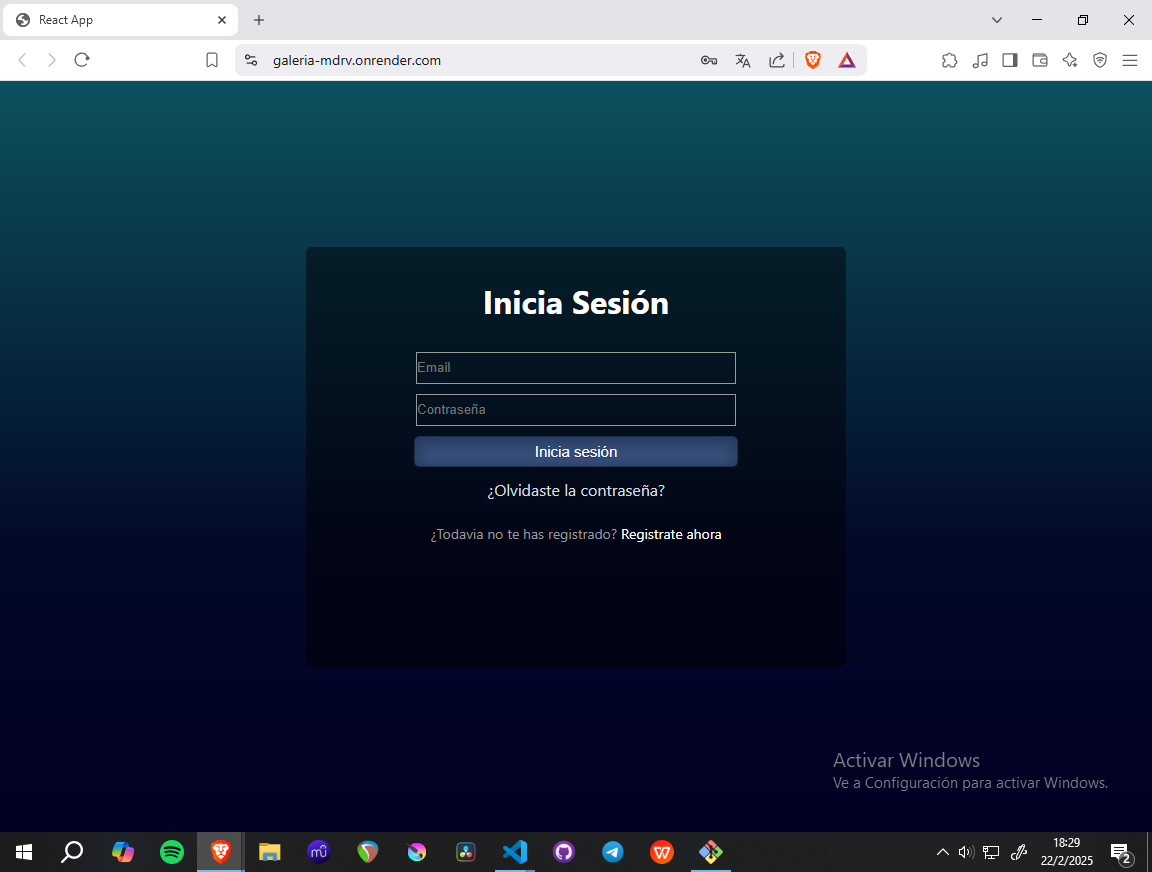 React App
galeria-mdrv.onrender.com
Inicia Sesión
Email
Contraseña
Inicia sesión
¿Olvidaste la contraseña?
¿Todavia no te has registrado? Registrate ahora
Activar Windows
Ve a Configuración para activar Windows.
18:29
22/2/2025
2